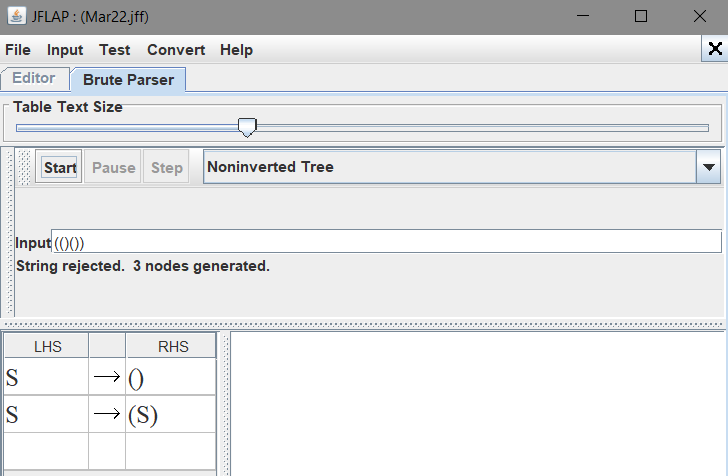 JFLAP : (Mar22.jff)
File Input Test Convert Help
Editor Brute Parser
Table Text Size
Start Pause Step Noninverted Tree
Input (()())
String rejected. 3 nodes generated.
LHS RHS
S → ()
S → (S)